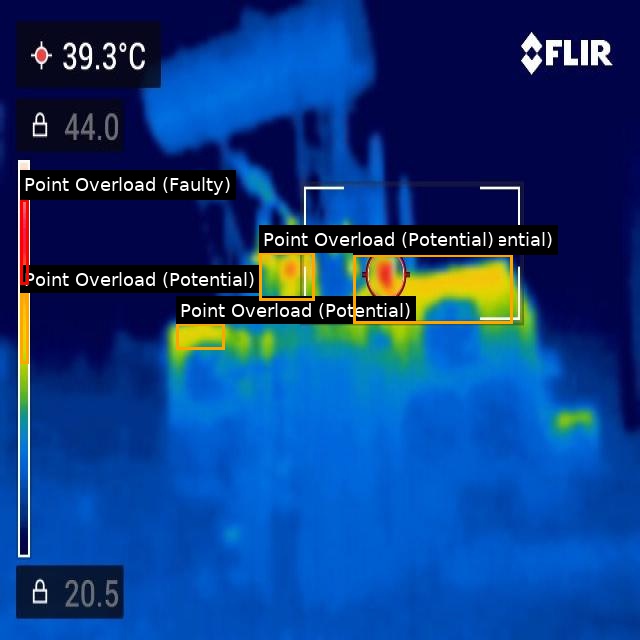 39.3°C
FLIR
44.0
Point Overload (Faulty)
Point Overload (Potential)
ential)
Point Overload (Potential)
Point Overload (Potential)
20.5